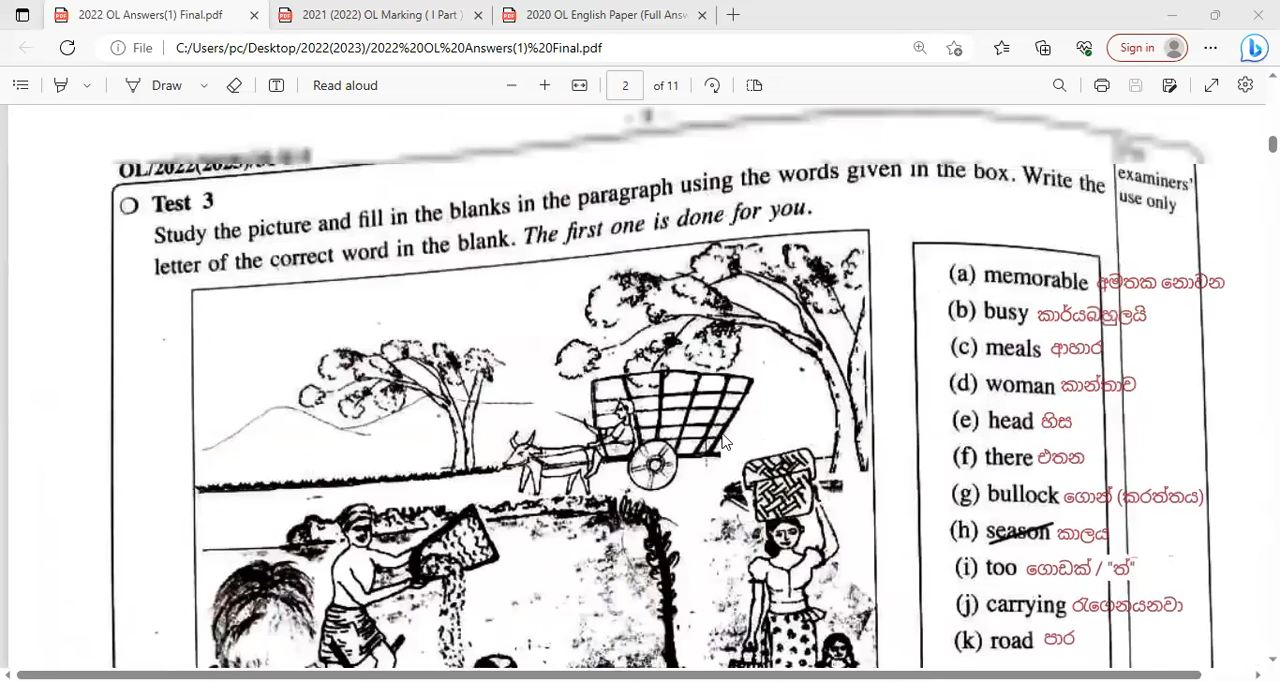 2022 OL Answers(1) Final.pdf
2021 (2022) OL Marking ( I Part )
2020 OL English Paper (Full Answ
File
C:/Users/pc/Desktop/2022(2023)/2022%20OL%20Answers(1)%20Final.pdf
Sign in
Draw
Read aloud
2 of 11
Test 3
Study the picture and fill in the blanks in the paragraph using the words given in the box. Write the
letter of the correct word in the blank. The first one is done for you.
examiners'
use only
(a) memorable අමතක නොවන
(b) busy කාර්යබහුලයි
(c) meals ආහාර
(d) woman කාන්තාව
(e) head හිස
(f) there එතන
(g) bullock ගොන් (කරත්තය)
(h) season කාලය
(i) too ගොඩක් / "ත්"
(j) carrying රැගෙනයනවා
(k) road පාර